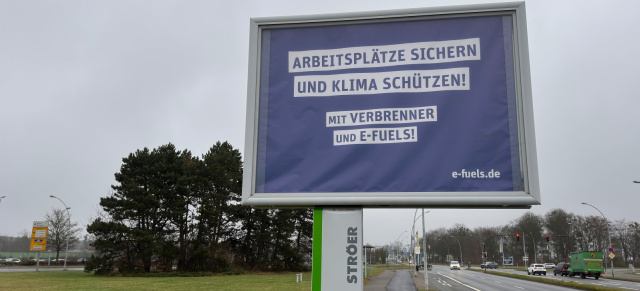 ARBEITSPLÄTZE SICHERN
UND KLIMA SCHÜTZEN!
MIT VERBRENNER
UND E-FUELS!
e-fuels.de
STRÖER